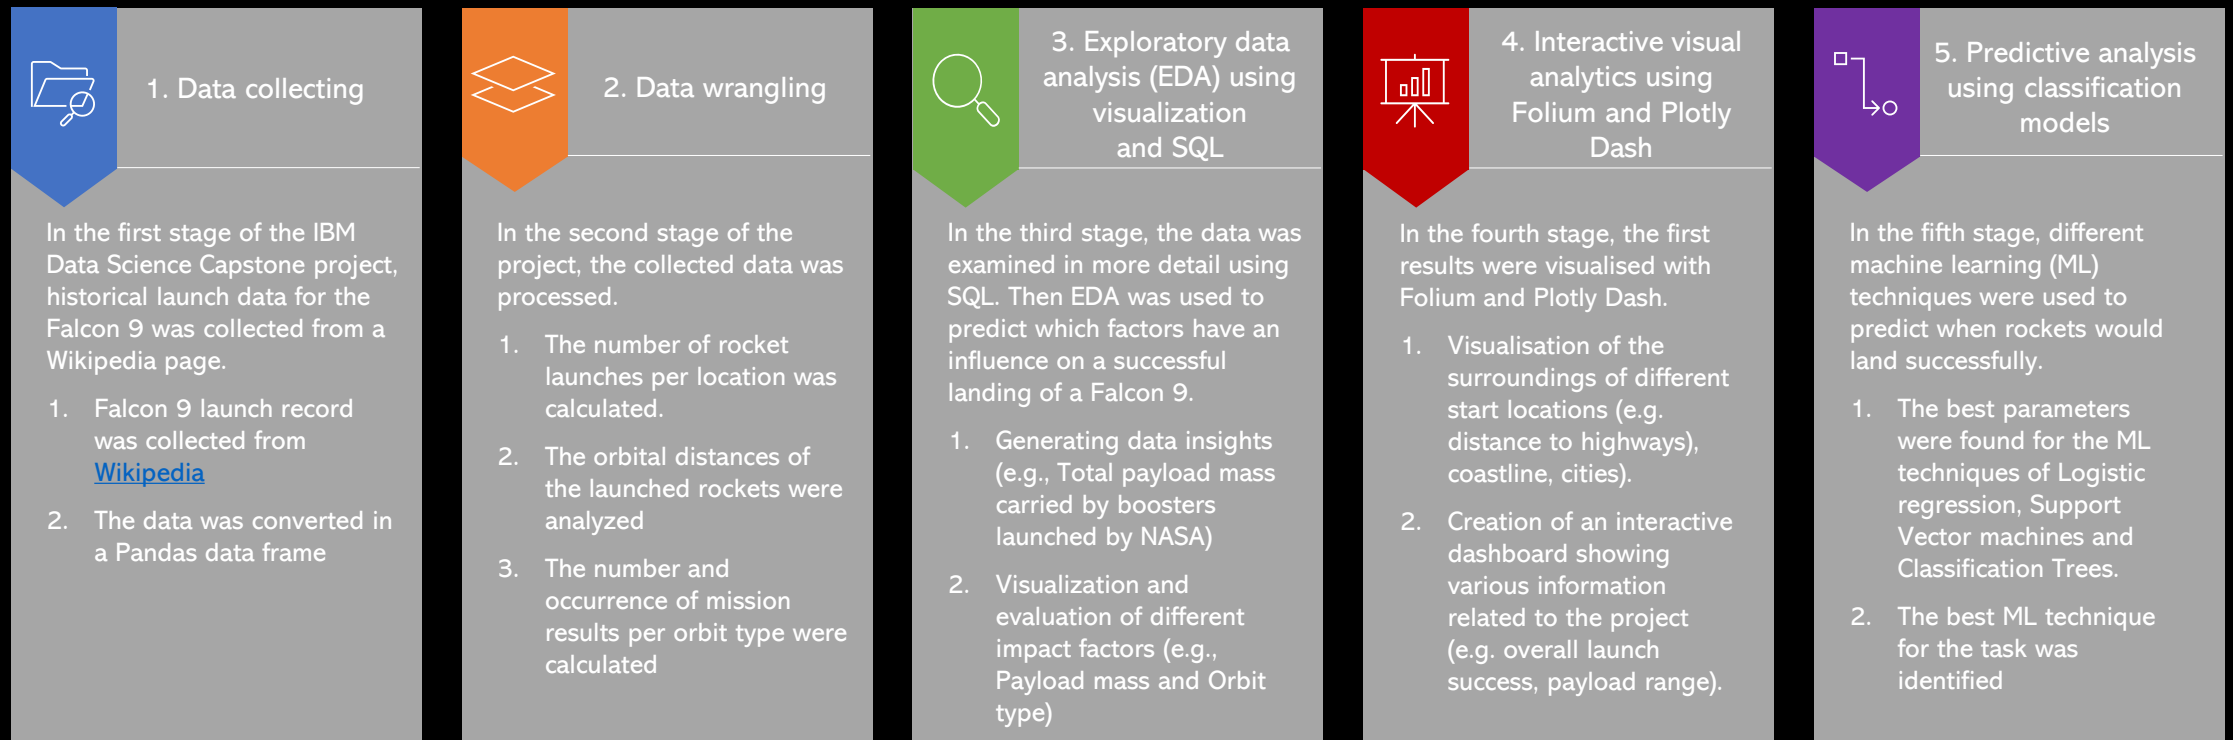 1. Data collecting
In the first stage of the IBM
Data Science Capstone project,
historical launch data for the
Falcon 9 was collected from a
Wikipedia page.
1. Falcon 9 launch record
was collected from
Wikipedia
2. The data was converted in
a Pandas data frame
2. Data wrangling
In the second stage of the
project, the collected data was
processed.
1. The number of rocket
launches per location was
calculated.
2. The orbital distances of
the launched rockets were
analyzed
3. The number and
occurrence of mission
results per orbit type were
calculated
3. Exploratory data
analysis (EDA) using
visualization
and SQL
In the third stage, the data was
examined in more detail using
SQL. Then EDA was used to
predict which factors have an
influence on a successful
landing of a Falcon 9.
1. Generating data insights
(e.g., Total payload mass
carried by boosters
launched by NASA)
2. Visualization and
evaluation of different
impact factors (e.g.,
Payload mass and Orbit
type)
4. Interactive visual
analytics using
Folium and Plotly
Dash
In the fourth stage, the first
results were visualised with
Folium and Plotly Dash.
1. Visualisation of the
surroundings of different
start locations (e.g.
distance to highways),
coastline, cities).
2. Creation of an interactive
dashboard showing
various information
related to the project
(e.g. overall launch
success, payload range).
5. Predictive analysis
using classification
models
In the fifth stage, different
machine learning (ML)
techniques were used to
predict when rockets would
land successfully.
1. The best parameters
were found for the ML
techniques of Logistic
regression, Support
Vector machines and
Classification Trees.
2. The best ML technique
for the task was
identified